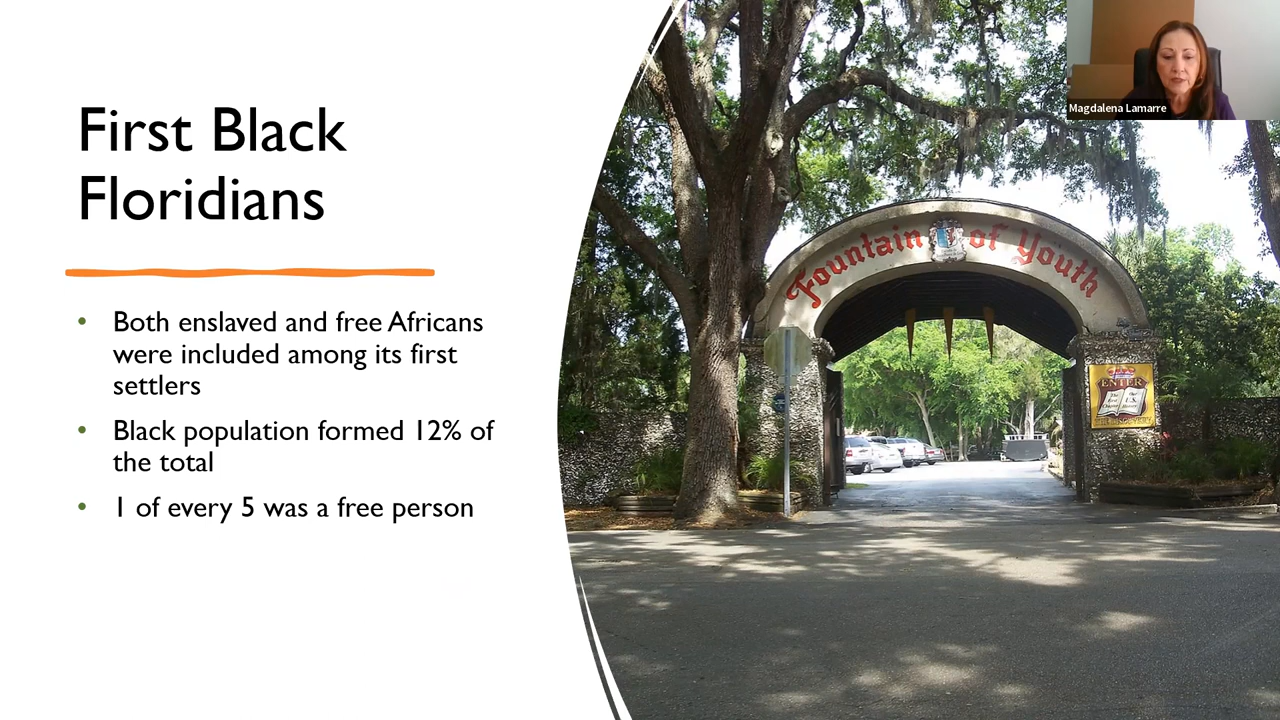 First Black
Floridians
Both enslaved and free Africans
were included among its first
settlers
Black population formed 12% of
the total
1 of every 5 was a free person
Fountain of Youth
ENTER
Magdalena Lamarre